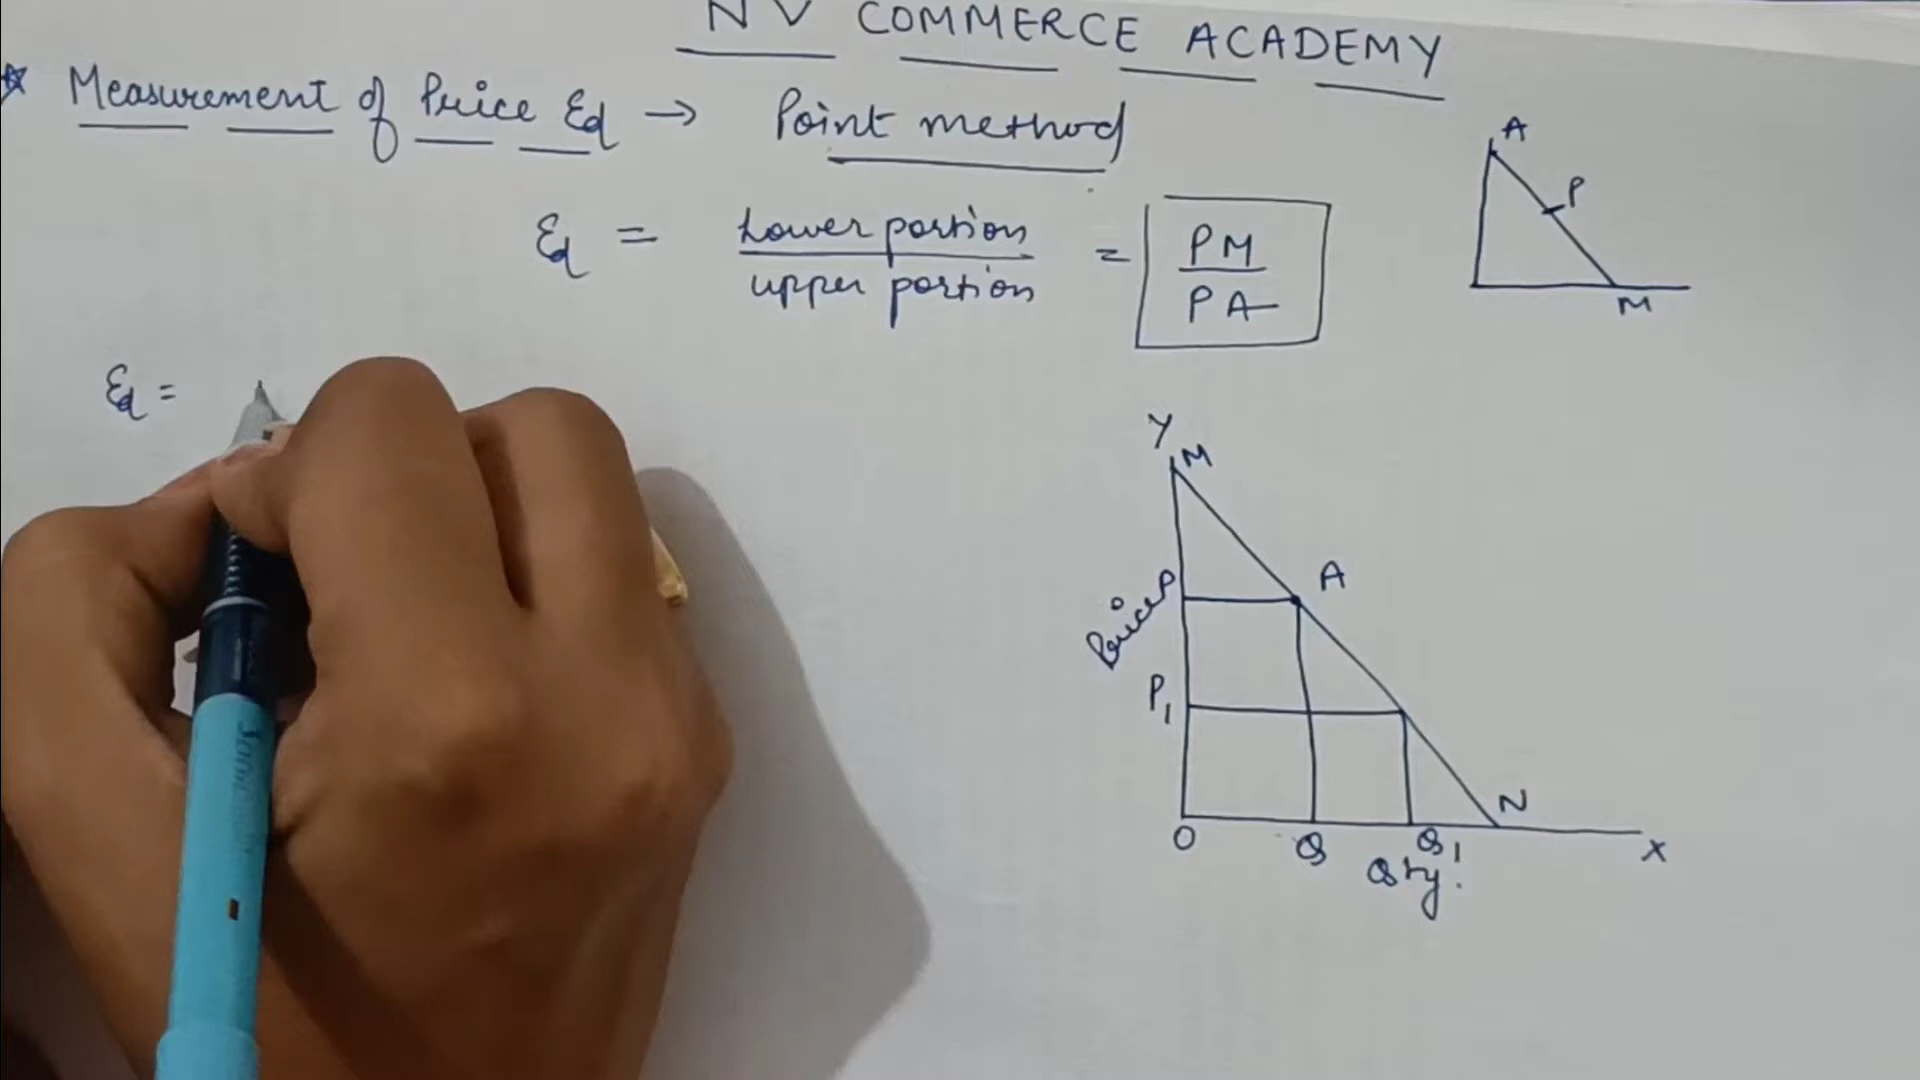 NV COMMERCE ACADEMY
☆ Measurement of Price Ed → Point method
Ed = Lower portion / upper portion = PM / PA
A
P
M
Ed =
Y
M
A
Price
P
P1
N
O
Q
Q1
X
Qty.